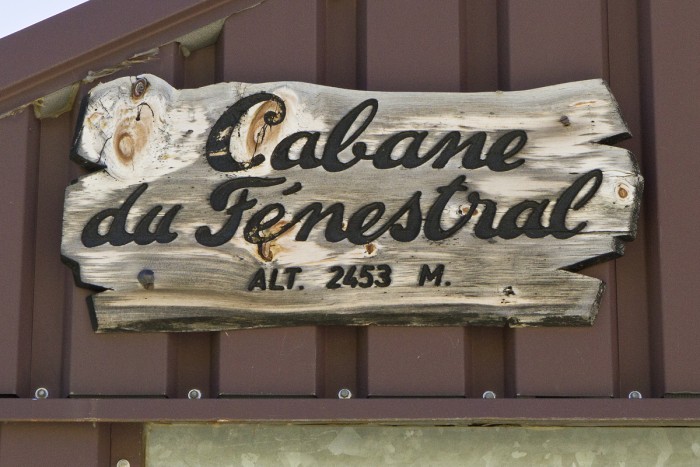 Cabane
du Fénestral
ALT. 2453 M.